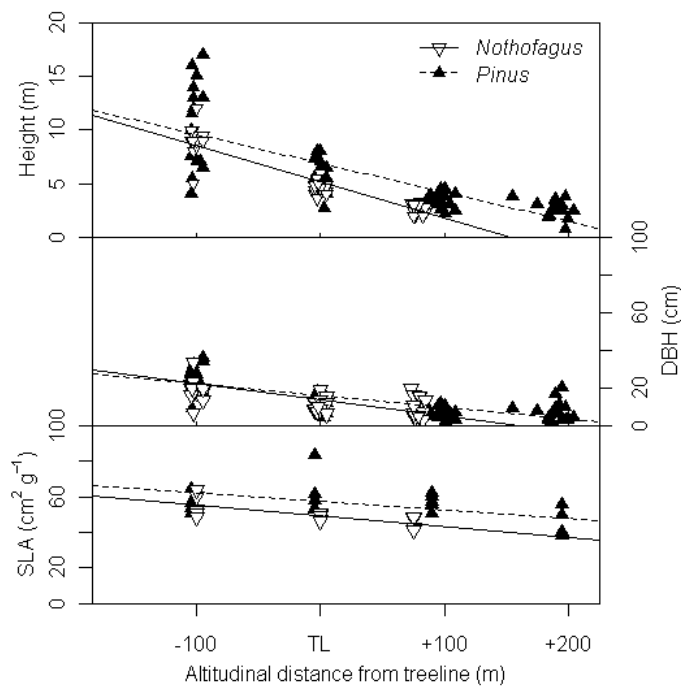 20
15
10
5
0
Height (m)
Nothofagus
Pinus
100
60
20
0
DBH (cm)
100
60
20
0
SLA (cm² g⁻¹)
-100 TL +100 +200
Altitudinal distance from treeline (m)